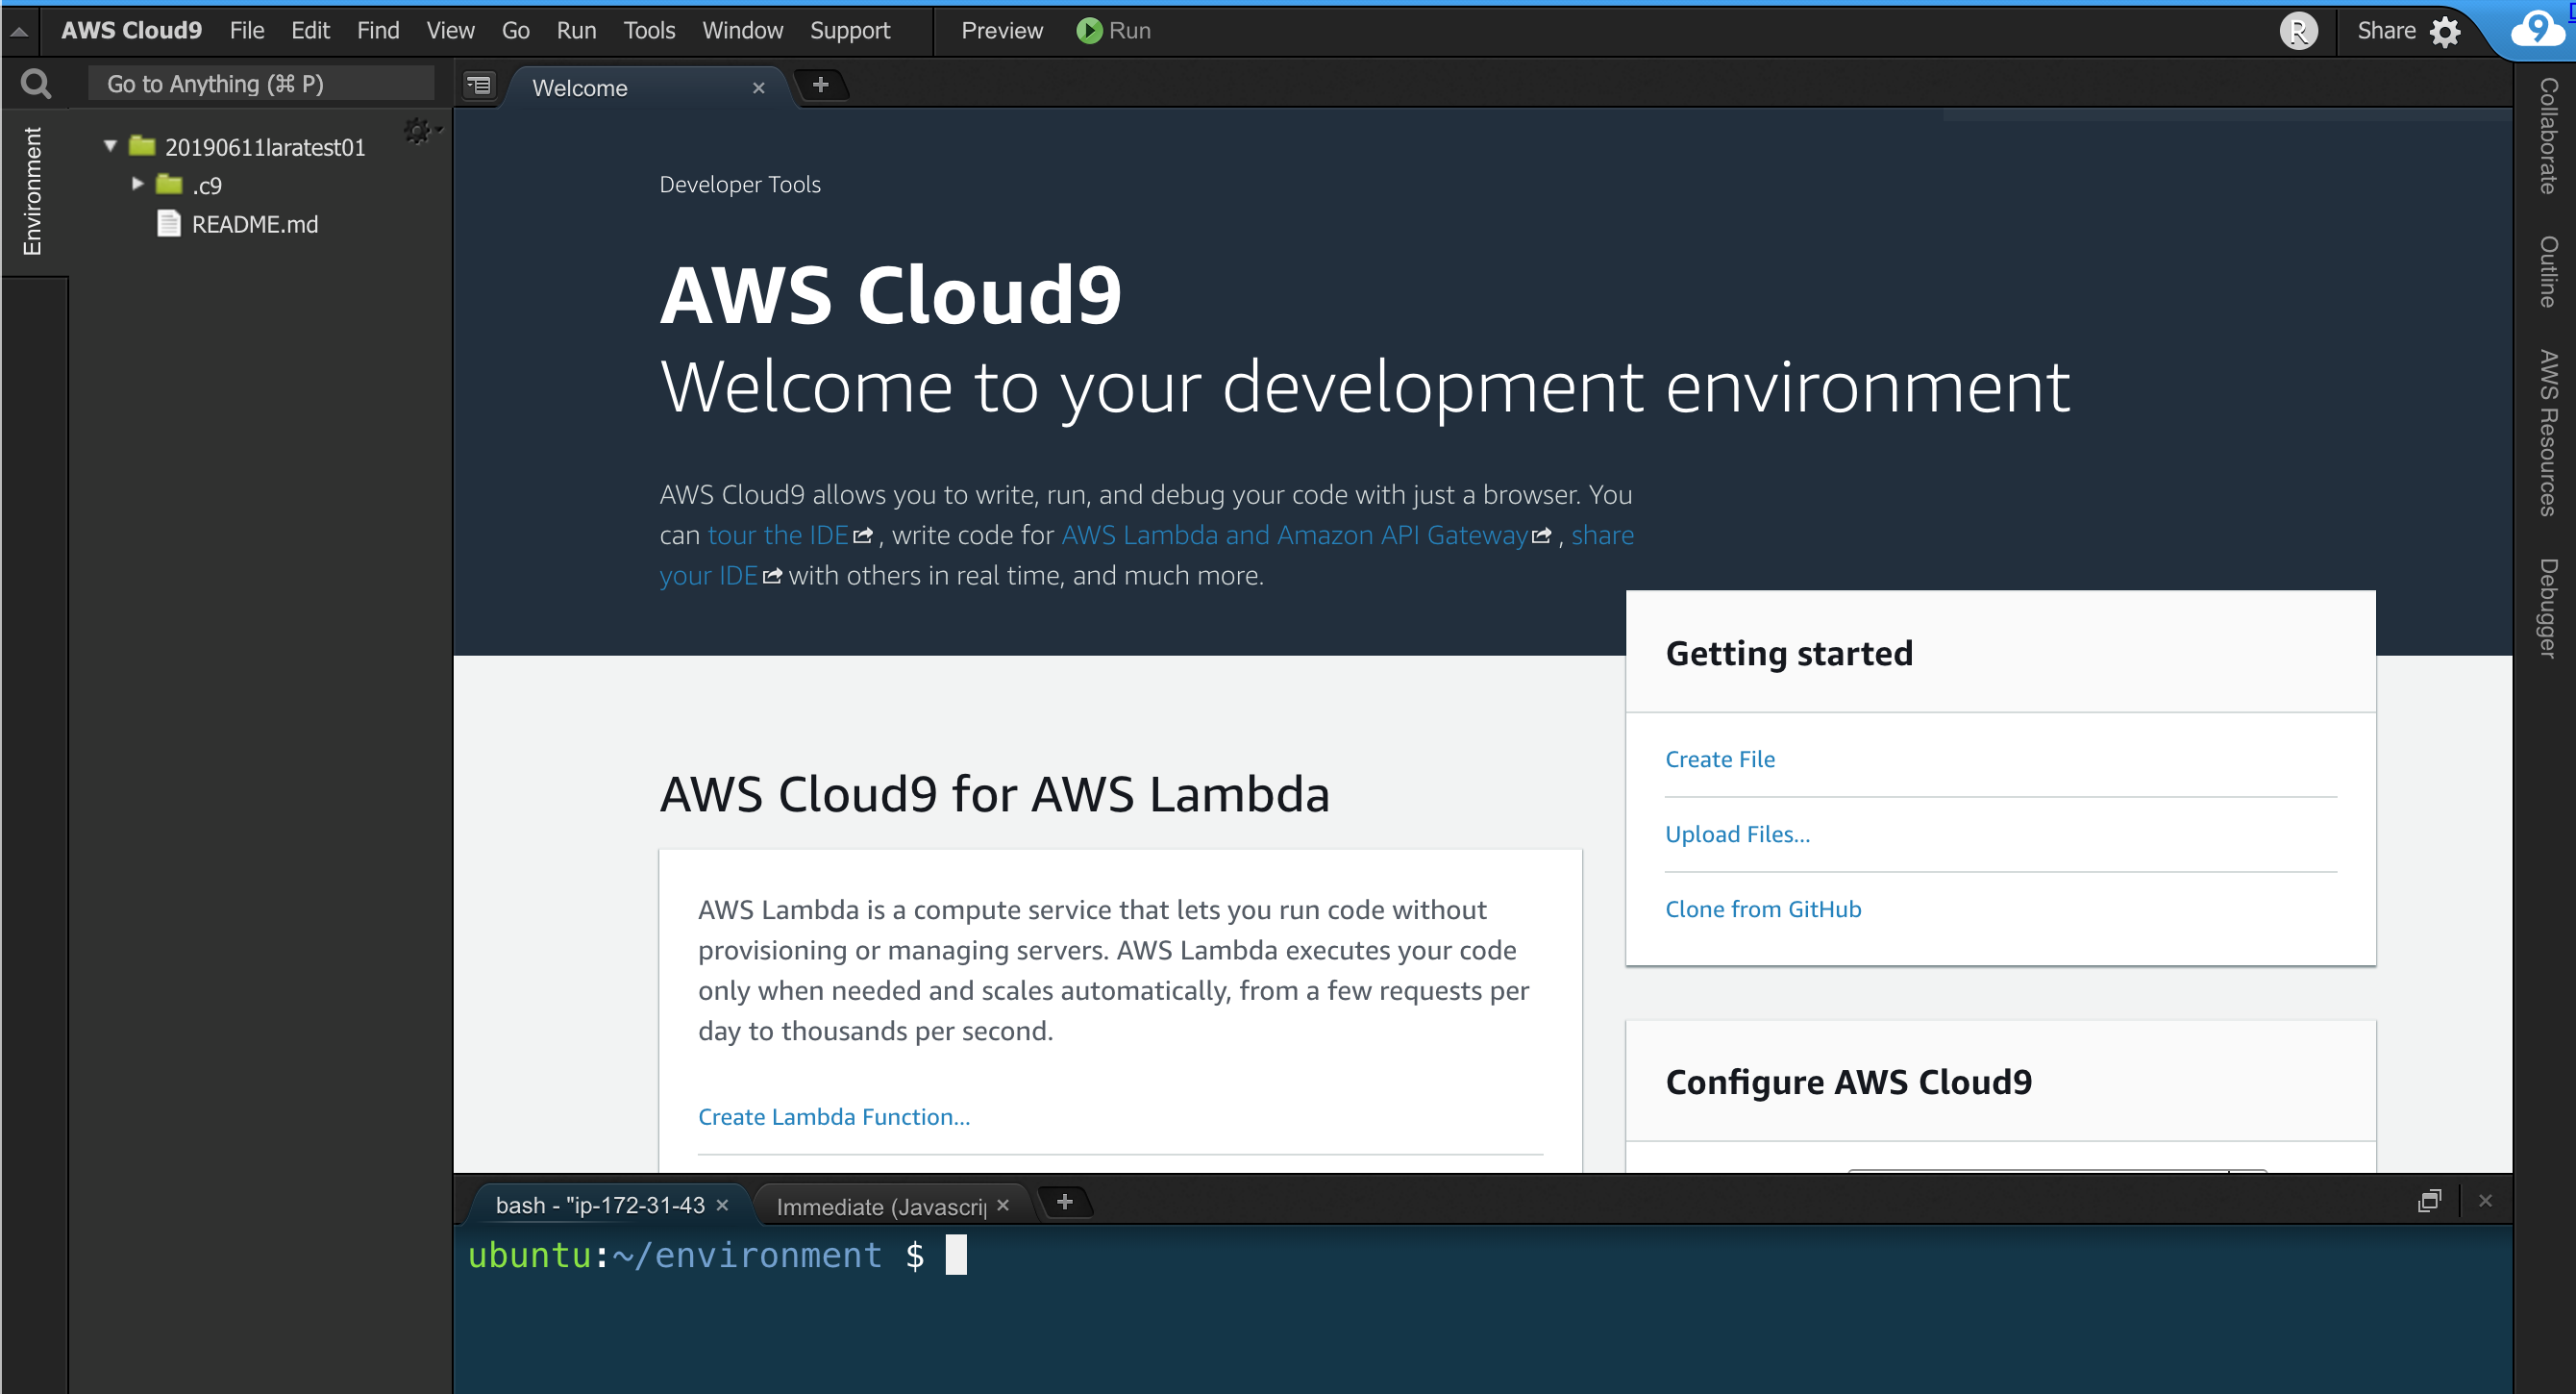 AWS Cloud9 File Edit Find View Go Run Tools Window Support Preview Run R Share 9
Go to Anything (⌘ P)
Welcome
Environment
20190611laratest01
.c9
README.md
Developer Tools
AWS Cloud9
Welcome to your development environment
AWS Cloud9 allows you to write, run, and debug your code with just a browser. You
can tour the IDE , write code for AWS Lambda and Amazon API Gateway , share
your IDE with others in real time, and much more.
Getting started
Create File
Upload Files...
Clone from GitHub
AWS Cloud9 for AWS Lambda
AWS Lambda is a compute service that lets you run code without
provisioning or managing servers. AWS Lambda executes your code
only when needed and scales automatically, from a few requests per
day to thousands per second.
Create Lambda Function...
Configure AWS Cloud9
Collaborate
Outline
AWS Resources
Debugger
bash - "ip-172-31-43 Immediate (Javascrip
ubuntu:~/environment $